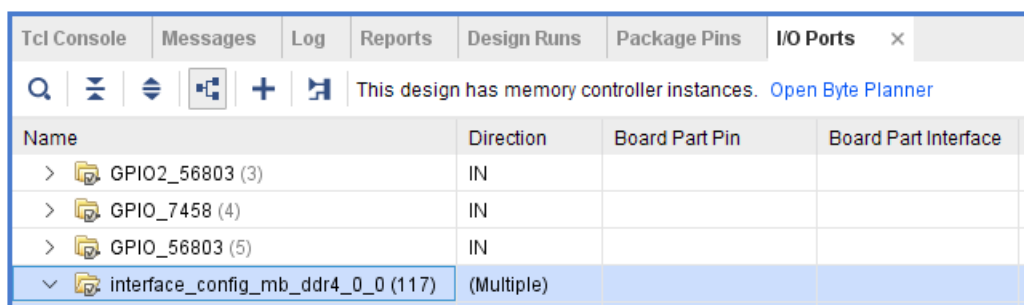 Tcl Console Messages Log Reports Design Runs Package Pins I/O Ports ×
This design has memory controller instances. Open Byte Planner
Name Direction Board Part Pin Board Part Interface
GPIO2_56803 (3) IN
GPIO_7458 (4) IN
GPIO_56803 (5) IN
interface_config_mb_ddr4_0_0 (117) (Multiple)